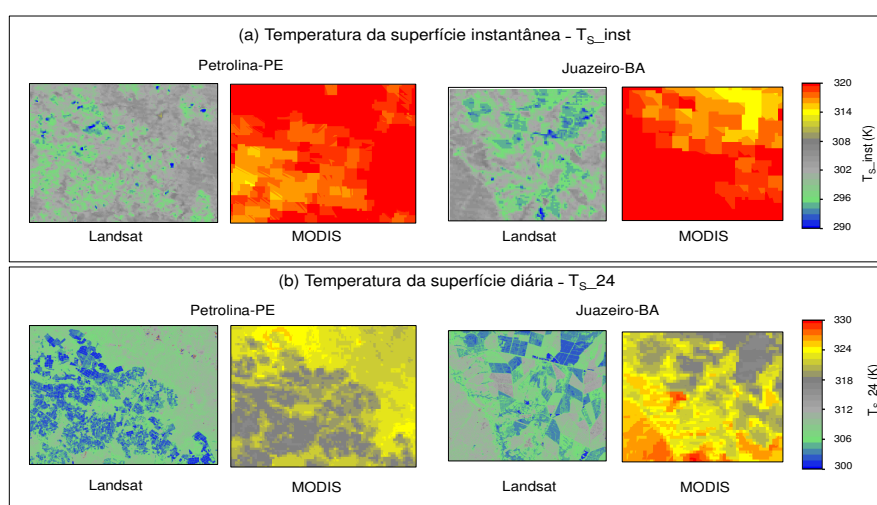 (a) Temperatura da superfície instantânea - T_S_inst
Petrolina-PE
Juazeiro-BA
Landsat
MODIS
Landsat
MODIS
320
314
308
302
296
290
T_S_inst (K)
(b) Temperatura da superfície diária - T_S_24
Petrolina-PE
Juazeiro-BA
Landsat
MODIS
Landsat
MODIS
330
324
318
312
306
300
T_S_24 (K)